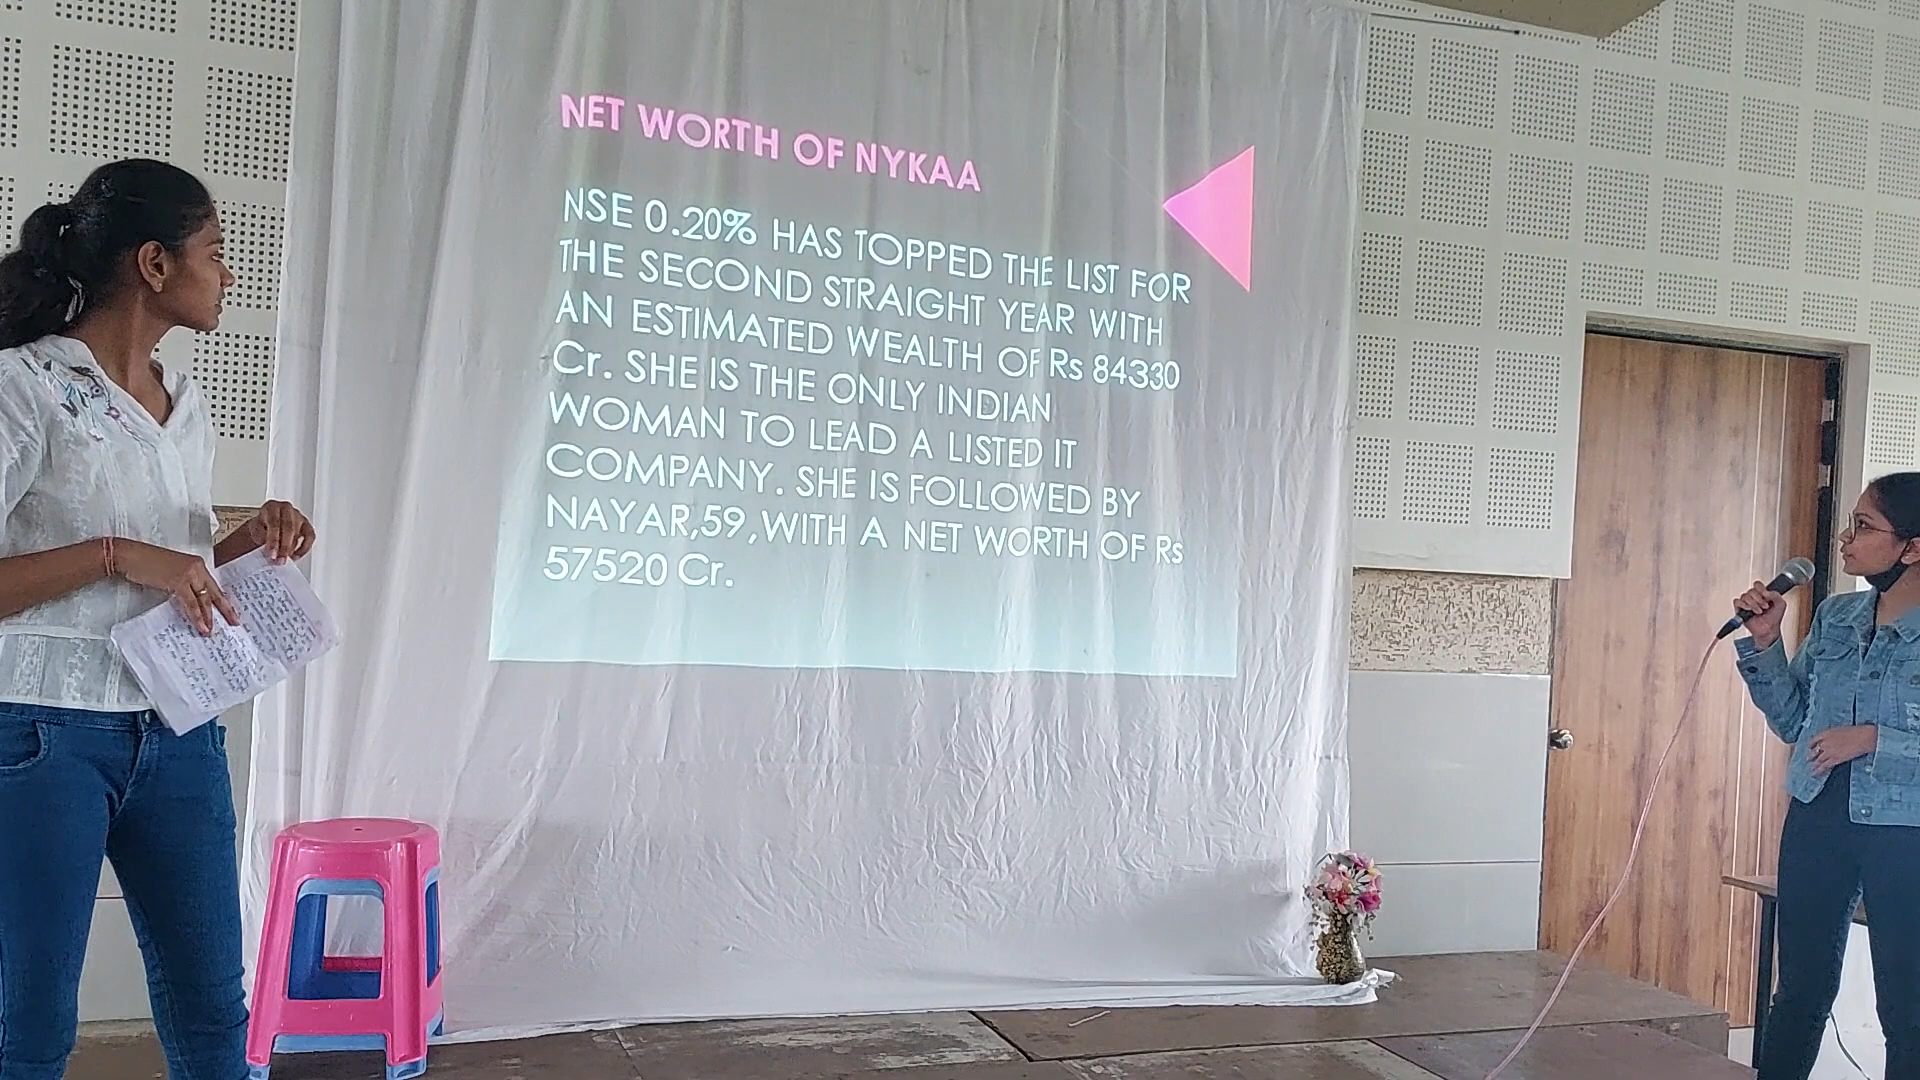 NET WORTH OF NYKAA
NSE 0.20% HAS TOPPED THE LIST FOR
THE SECOND STRAIGHT YEAR WITH
AN ESTIMATED WEALTH OF Rs 84330
Cr. SHE IS THE ONLY INDIAN
WOMAN TO LEAD A LISTED IT
COMPANY. SHE IS FOLLOWED BY
NAYAR,59,WITH A NET WORTH OF Rs
57520 Cr.